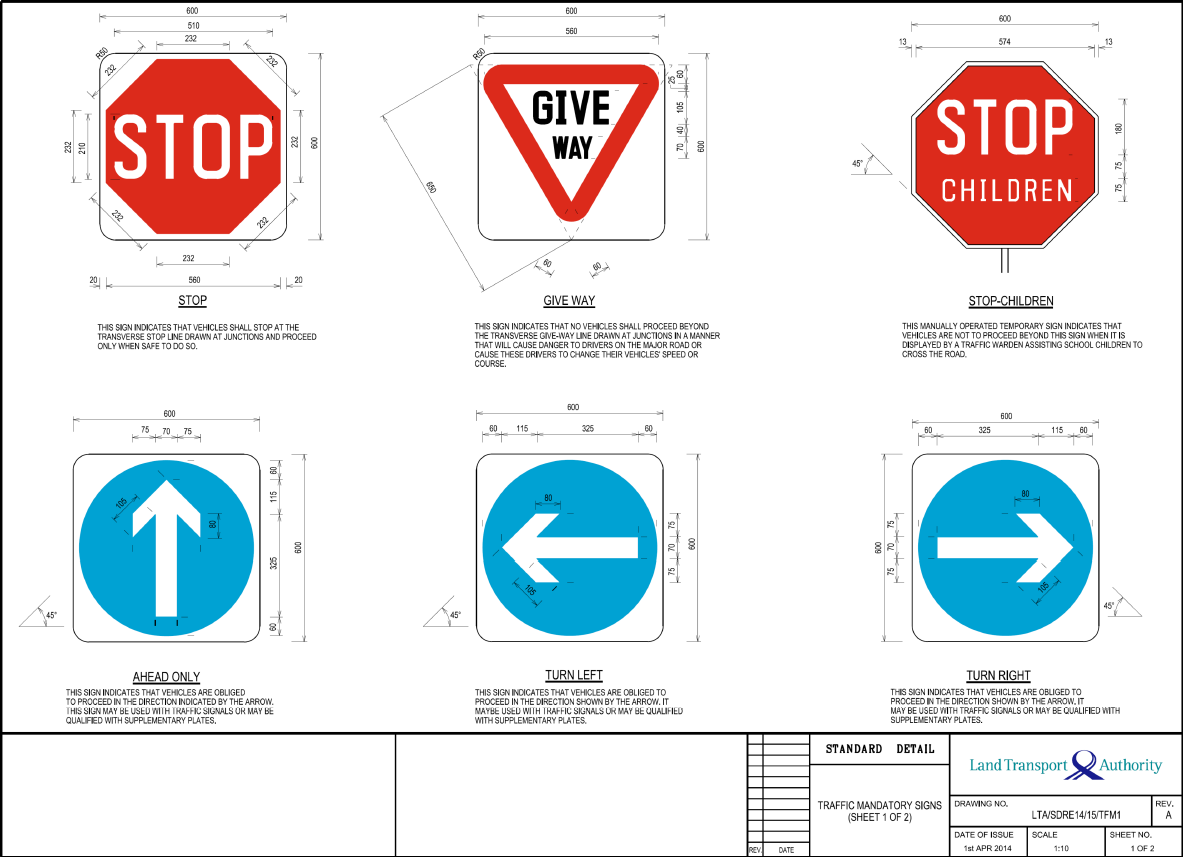 600
510
232
R50
232
232
STOP
232
210
232
600
232
232
232
20
560
20
STOP
THIS SIGN INDICATES THAT VEHICLES SHALL STOP AT THE
TRANSVERSE STOP LINE DRAWN AT JUNCTIONS AND PROCEED
ONLY WHEN SAFE TO DO SO.
600
560
R50
25
60
GIVE
WAY
105
40
70
600
650
60
60
GIVE WAY
THIS SIGN INDICATES THAT NO VEHICLES SHALL PROCEED BEYOND
THE TRANSVERSE GIVE-WAY LINE DRAWN AT JUNCTIONS IN A MANNER
THAT WILL CAUSE DANGER TO DRIVERS ON THE MAJOR ROAD OR
CAUSE THESE DRIVERS TO CHANGE THEIR VEHICLES' SPEED OR
COURSE.
600
13
574
13
STOP
CHILDREN
45°
180
75
75
STOP-CHILDREN
THIS MANUALLY OPERATED TEMPORARY SIGN INDICATES THAT
VEHICLES ARE NOT TO PROCEED BEYOND THIS SIGN WHEN IT IS
DISPLAYED BY A TRAFFIC WARDEN ASSISTING SCHOOL CHILDREN TO
CROSS THE ROAD.
600
75 70 75
105
80
60
115
325
60
600
45°
AHEAD ONLY
THIS SIGN INDICATES THAT VEHICLES ARE OBLIGED
TO PROCEED IN THE DIRECTION INDICATED BY THE ARROW.
THIS SIGN MAY BE USED WITH TRAFFIC SIGNALS OR MAY BE
QUALIFIED WITH SUPPLEMENTARY PLATES.
600
60 115 325 60
80
105
75
70
75
600
45°
TURN LEFT
THIS SIGN INDICATES THAT VEHICLES ARE OBLIGED TO
PROCEED IN THE DIRECTION SHOWN BY THE ARROW. IT
MAYBE USED WITH TRAFFIC SIGNALS OR MAY BE QUALIFIED
WITH SUPPLEMENTARY PLATES.
600
60 325 115 60
80
105
75
70
75
600
45°
TURN RIGHT
THIS SIGN INDICATES THAT VEHICLES ARE OBLIGED TO
PROCEED IN THE DIRECTION SHOWN BY THE ARROW. IT
MAY BE USED WITH TRAFFIC SIGNALS OR MAY BE QUALIFIED WITH
SUPPLEMENTARY PLATES.
REV. DATE
STANDARD DETAIL
TRAFFIC MANDATORY SIGNS
(SHEET 1 OF 2)
Land Transport Authority
DRAWING NO.
LTA/SDRE14/15/TFM1
REV.
A
DATE OF ISSUE
1st APR 2014
SCALE
1:10
SHEET NO.
1 OF 2